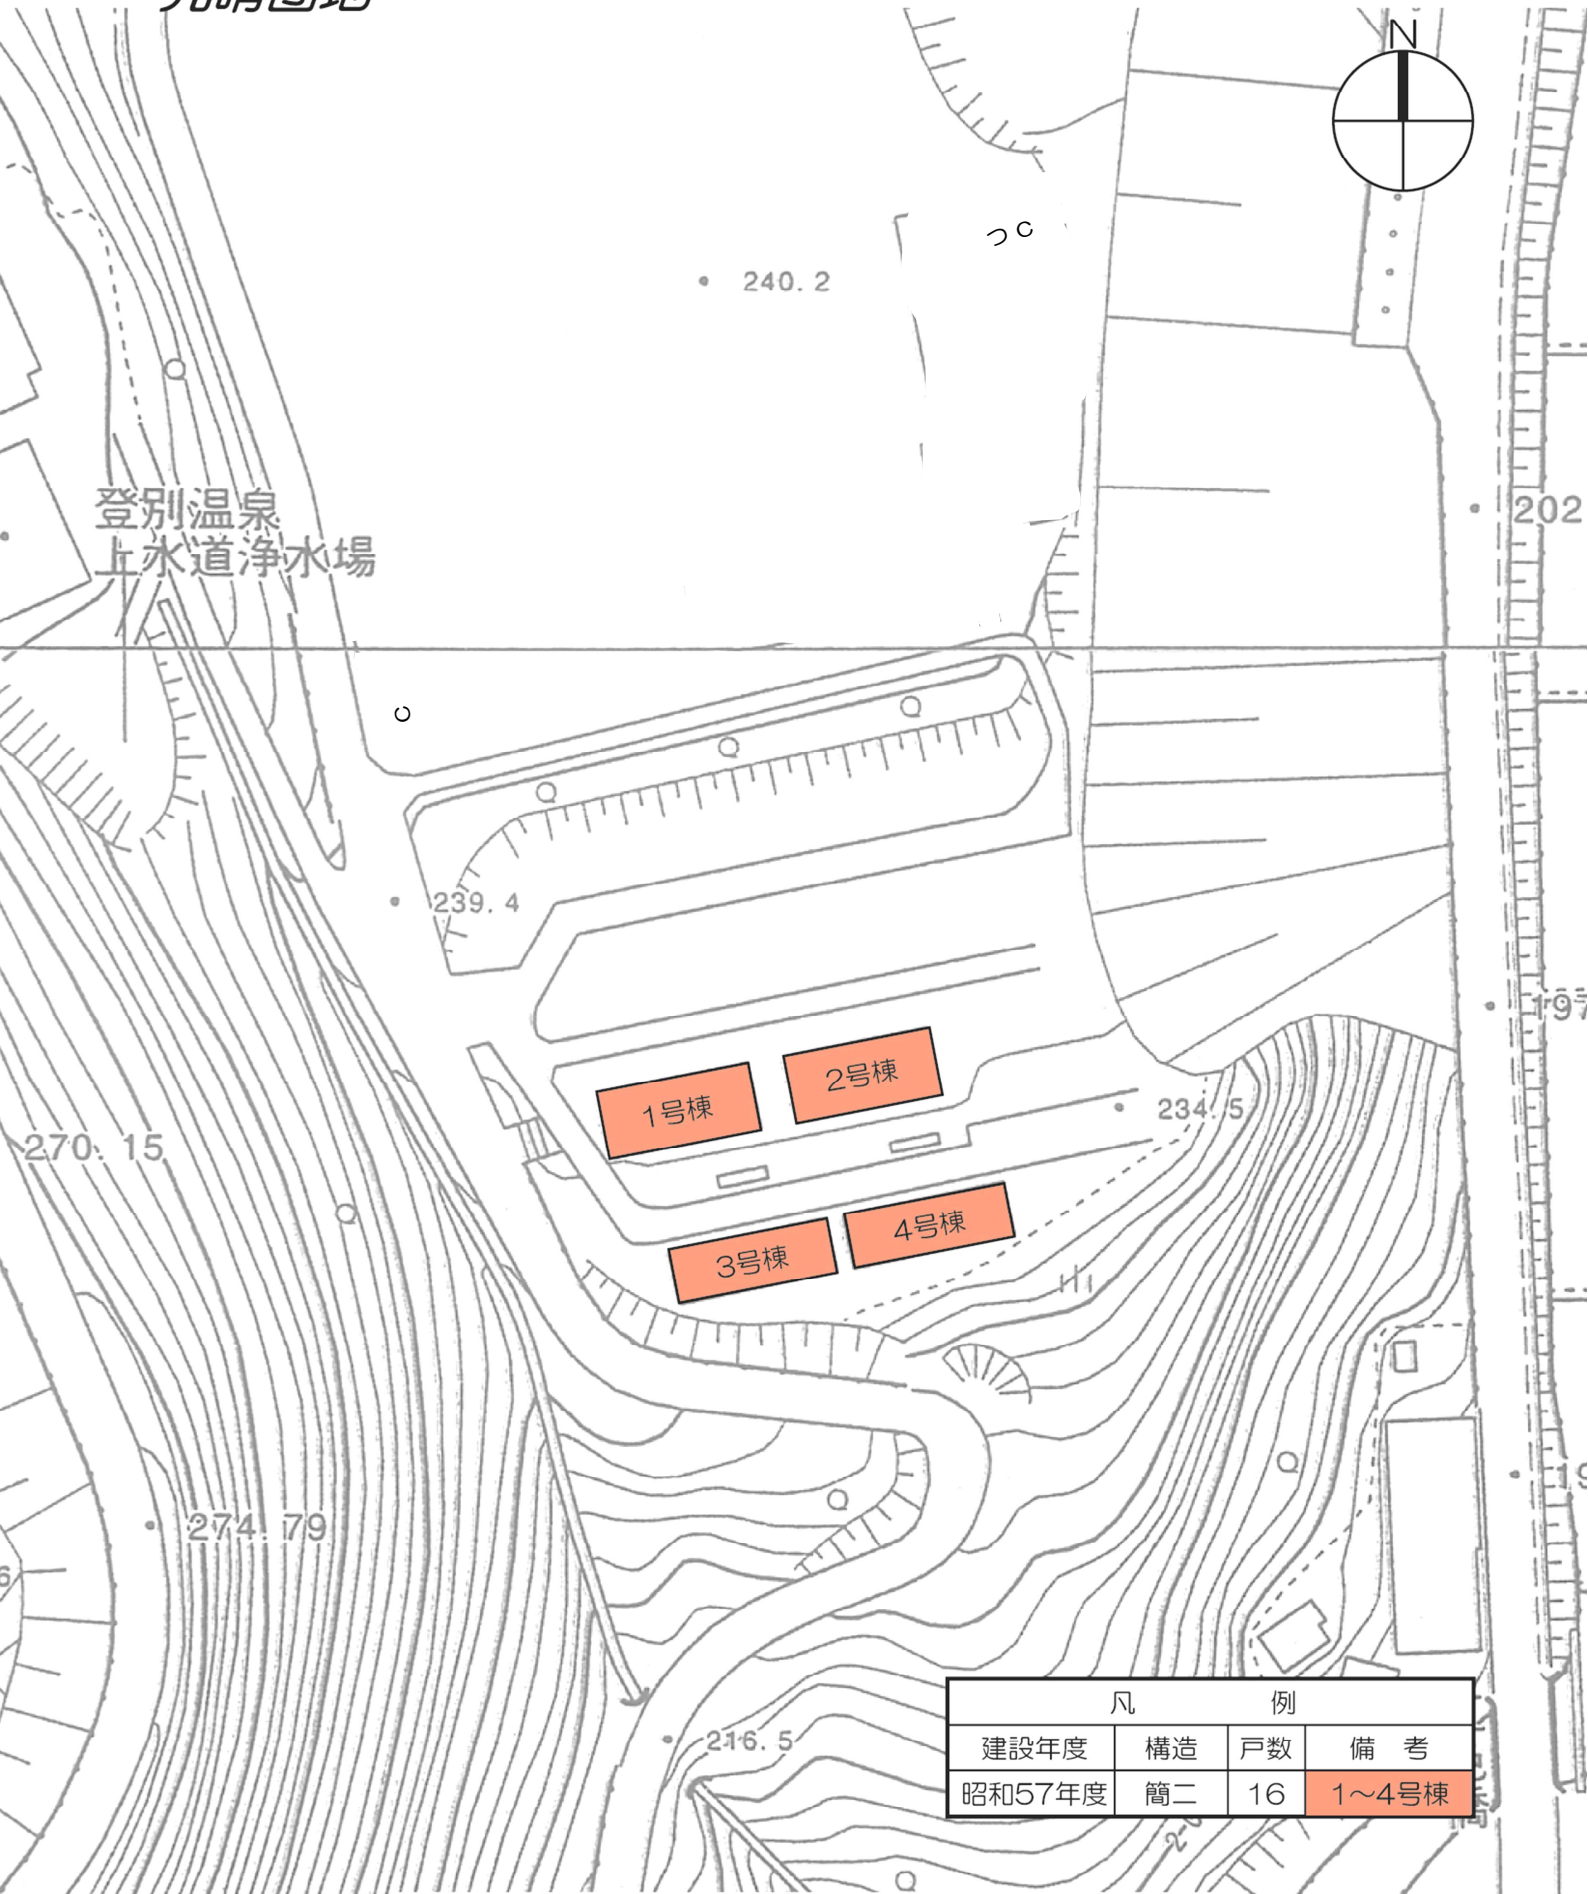 N
240.2
登別温泉
上水道浄水場
202
239.4
197
2号棟
1号棟
234.5
270.15
4号棟
3号棟
274.79
凡例
建設年度 構造 戸数 備考
昭和57年度 簡二 16 1～4号棟
216.5